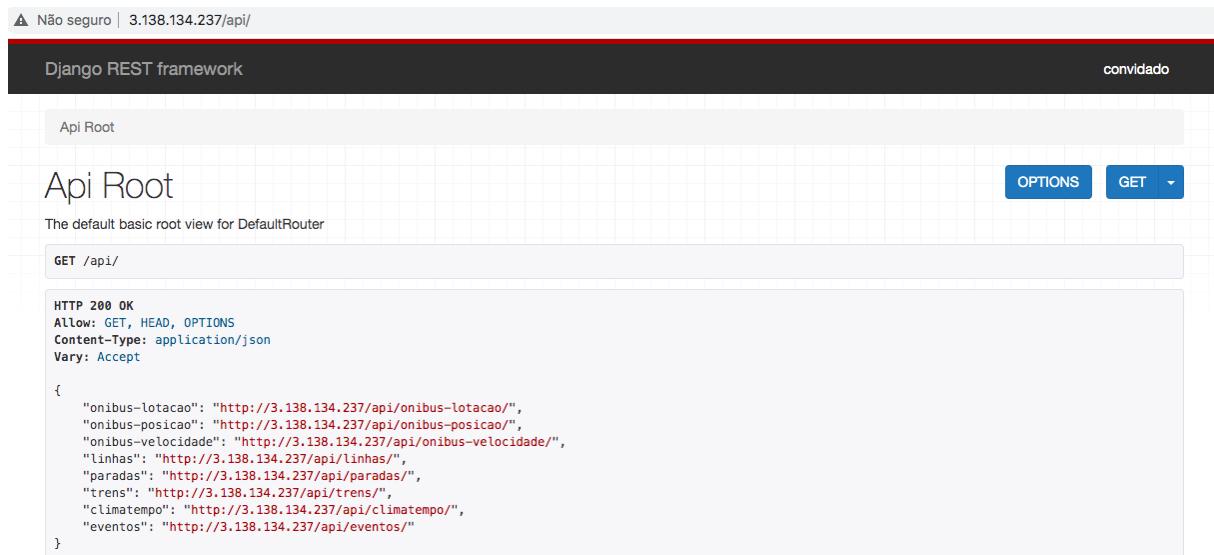 Não seguro | 3.138.134.237/api/
Django REST framework convidado
Api Root
Api Root OPTIONS GET
The default basic root view for DefaultRouter
GET /api/
HTTP 200 OK
Allow: GET, HEAD, OPTIONS
Content-Type: application/json
Vary: Accept
{
    "onibus-lotacao": "http://3.138.134.237/api/onibus-lotacao/",
    "onibus-posicao": "http://3.138.134.237/api/onibus-posicao/",
    "onibus-velocidade": "http://3.138.134.237/api/onibus-velocidade/",
    "linhas": "http://3.138.134.237/api/linhas/",
    "paradas": "http://3.138.134.237/api/paradas/",
    "trens": "http://3.138.134.237/api/trens/",
    "climatempo": "http://3.138.134.237/api/climatempo/",
    "eventos": "http://3.138.134.237/api/eventos/"
}